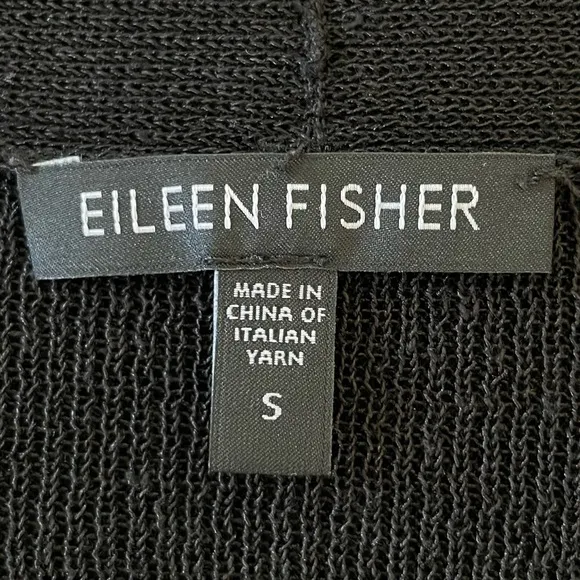 EILEEN FISHER
MADE IN
CHINA OF
ITALIAN
YARN
S